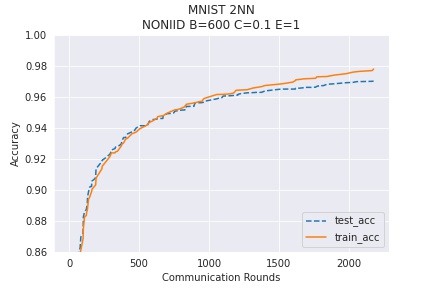 MNIST 2NN
NONIID B=600 C=0.1 E=1
1.00
0.98
0.96
0.94
0.92
0.90
0.88
0.86
Accuracy
test_acc
train_acc
0 500 1000 1500 2000
Communication Rounds